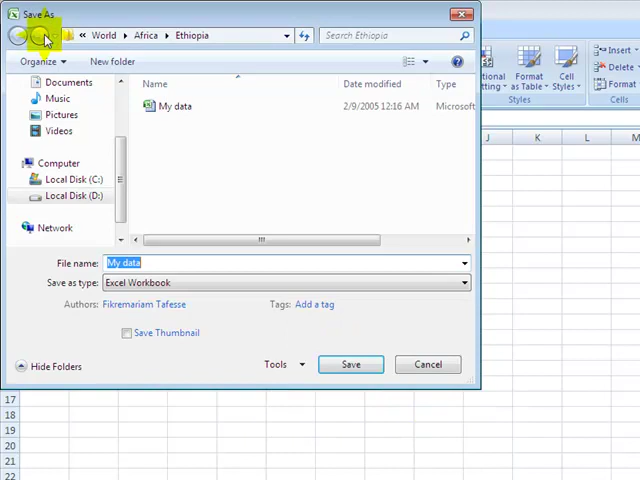 Save As
« World ▸ Africa ▸ Ethiopia
Search Ethiopia
Organize
New folder
Documents
Music
Pictures
Videos
Computer
Local Disk (C:)
Local Disk (D:)
Network
Name
Date modified
Type
My data
2/9/2005 12:16 AM
Microsoft
File name: My data
Save as type: Excel Workbook
Authors: Fikremariam Tafesse
Tags: Add a tag
Save Thumbnail
Hide Folders
Tools
Save
Cancel
Format as Table
Cell Styles
Styles
Insert
Delete
Format
Cells
J K L M
17
18
19
20
21
22